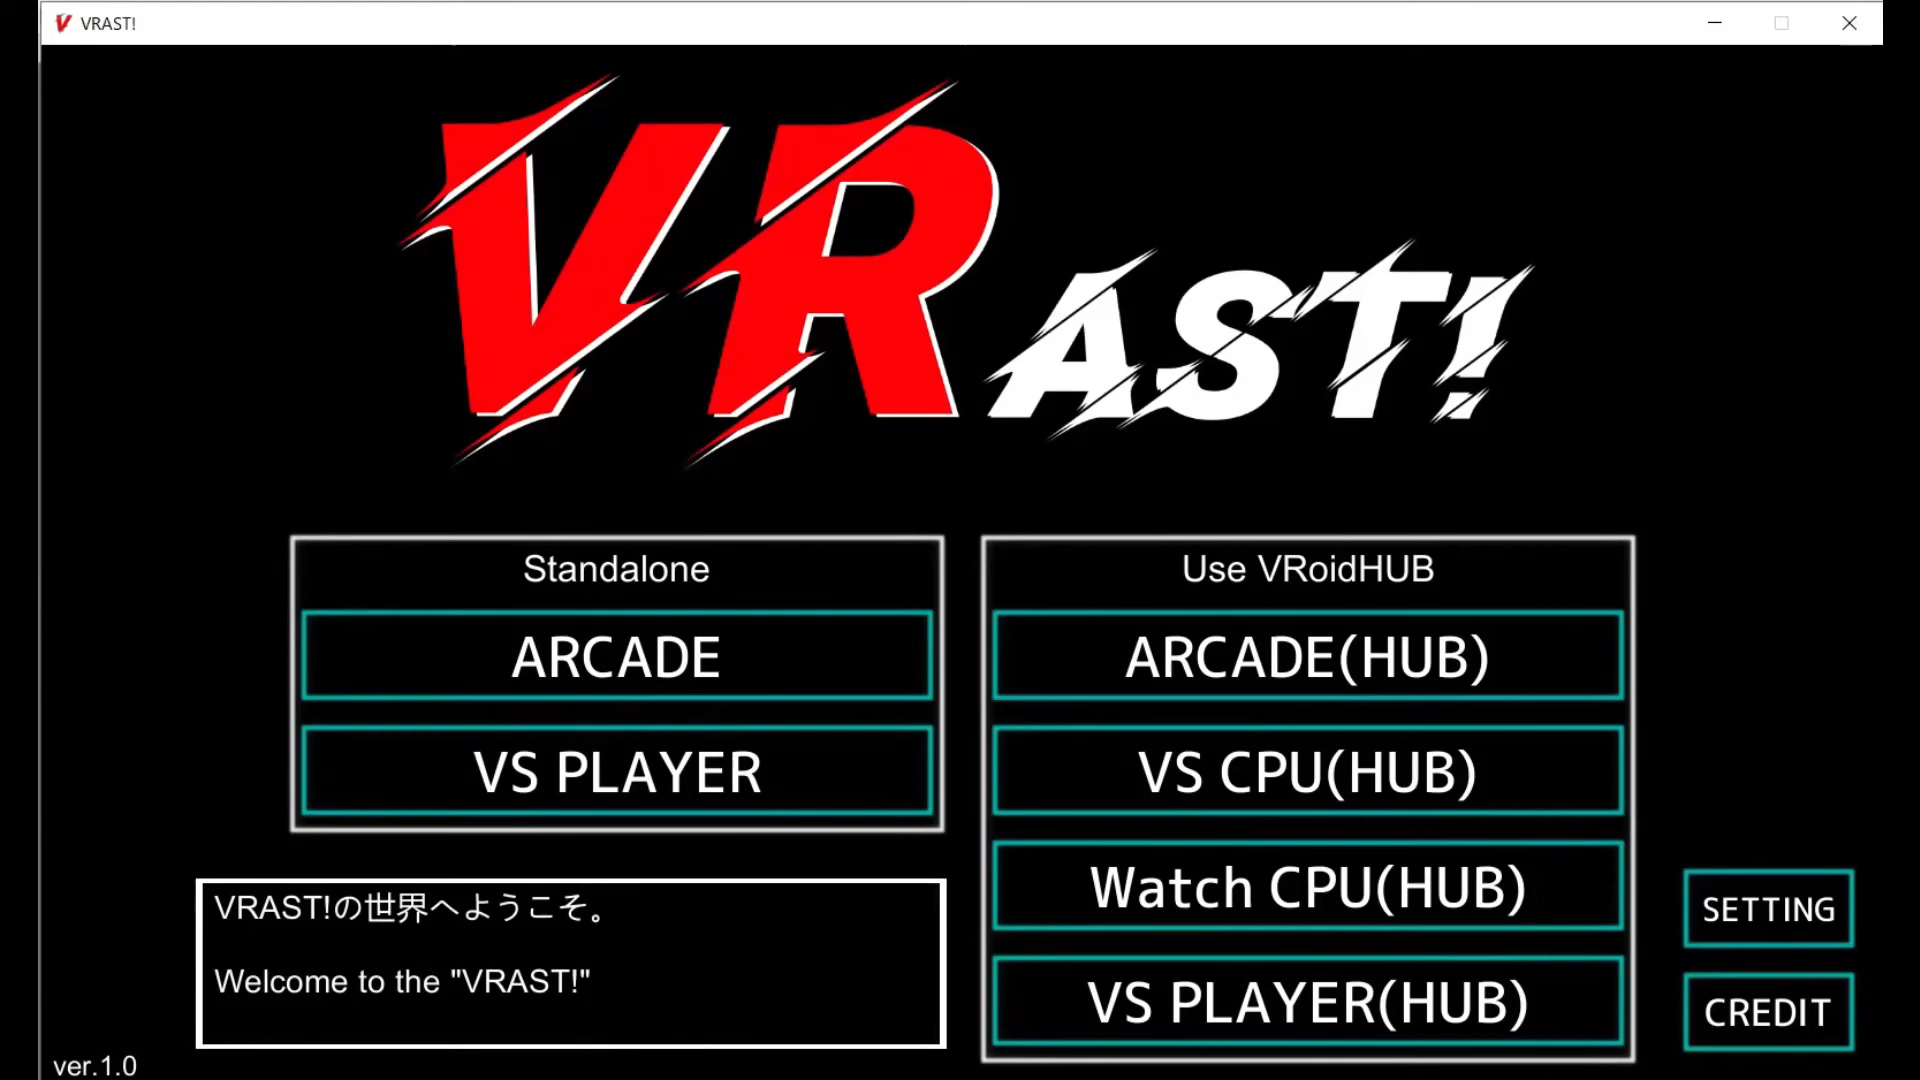 VRAST!
VRAST!
Standalone
ARCADE
VS PLAYER
Use VRoidHUB
ARCADE(HUB)
VS CPU(HUB)
Watch CPU(HUB)
VS PLAYER(HUB)
VRAST!の世界へようこそ。
Welcome to the "VRAST!"
SETTING
CREDIT
ver.1.0